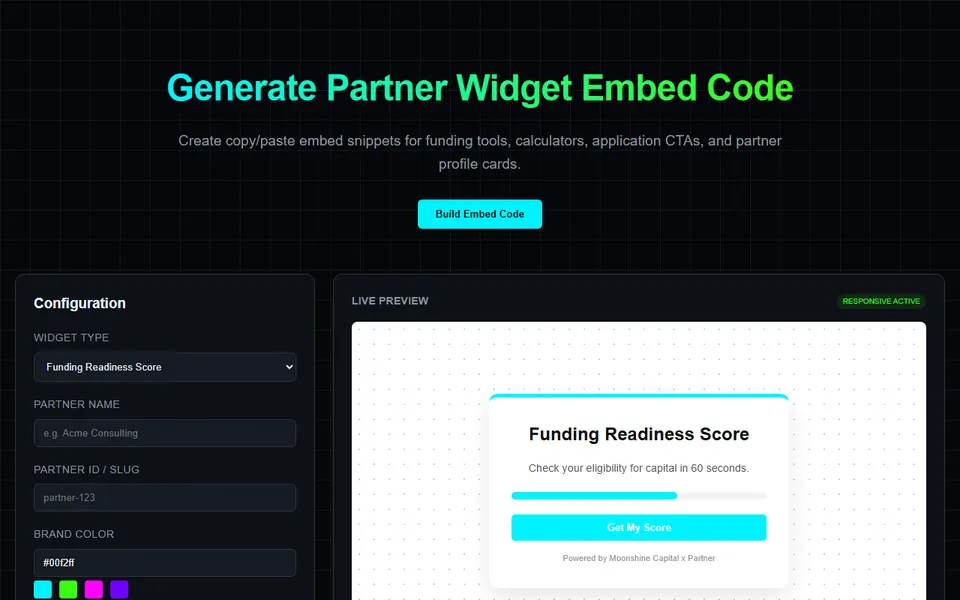 Generate Partner Widget Embed Code
Create copy/paste embed snippets for funding tools, calculators, application CTAs, and partner
profile cards.
Build Embed Code
Configuration
WIDGET TYPE
Funding Readiness Score
PARTNER NAME
e.g. Acme Consulting
PARTNER ID / SLUG
partner-123
BRAND COLOR
#00f2ff
LIVE PREVIEW
RESPONSIVE ACTIVE
Funding Readiness Score
Check your eligibility for capital in 60 seconds.
Get My Score
Powered by Moonshine Capital x Partner